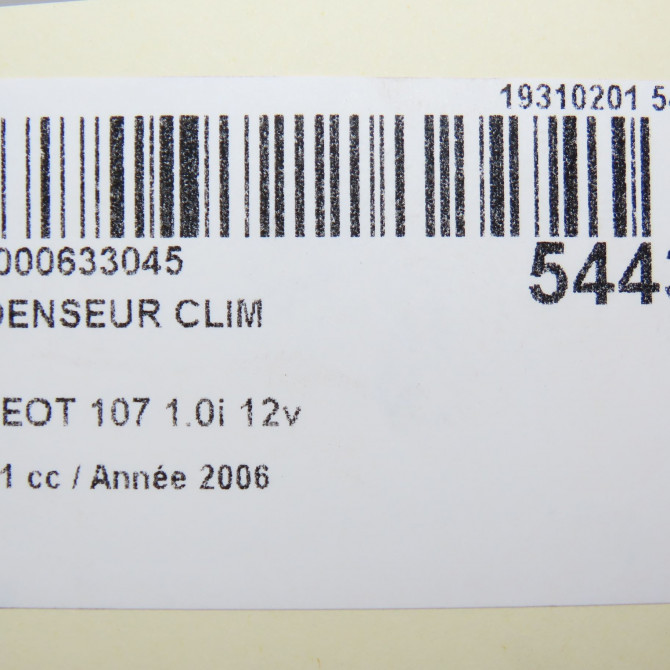 19310201 54
000633045
5443
DENSEUR CLIM
EOT 107 1.0i 12v
1 cc / Année 2006